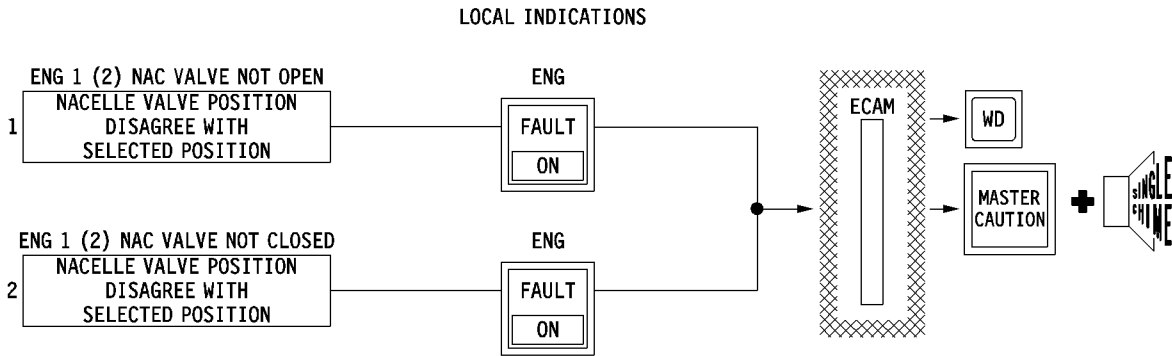 LOCAL INDICATIONS
ENG 1 (2) NAC VALVE NOT OPEN
1
NACELLE VALVE POSITION
DISAGREE WITH
SELECTED POSITION
ENG
FAULT
ON
ECAM
WD
MASTER
CAUTION
SINGLE
CHIME
ENG 1 (2) NAC VALVE NOT CLOSED
2
NACELLE VALVE POSITION
DISAGREE WITH
SELECTED POSITION
ENG
FAULT
ON